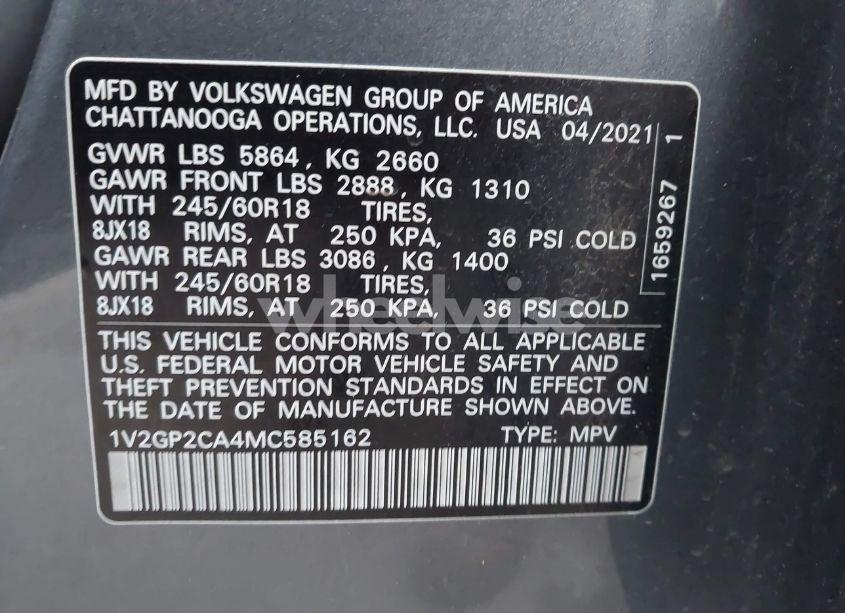 MFD BY VOLKSWAGEN GROUP OF AMERICA
CHATTANOOGA OPERATIONS, LLC. USA 04/2021
GVWR LBS 5864, KG 2660
GAWR FRONT LBS 2888, KG 1310
WITH 245/60R18 TIRES,
8JX18 RIMS, AT 250 KPA, 36 PSI COLD
GAWR REAR LBS 3086, KG 1400
WITH 245/60R18 TIRES,
8JX18 RIMS, AT 250 KPA, 36 PSI COLD
THIS VEHICLE CONFORMS TO ALL APPLICABLE
U.S. FEDERAL MOTOR VEHICLE SAFETY AND
THEFT PREVENTION STANDARDS IN EFFECT ON
THE DATE OF MANUFACTURE SHOWN ABOVE.
1V2GP2CA4MC585162 TYPE: MPV
1659267 1
wheelwise